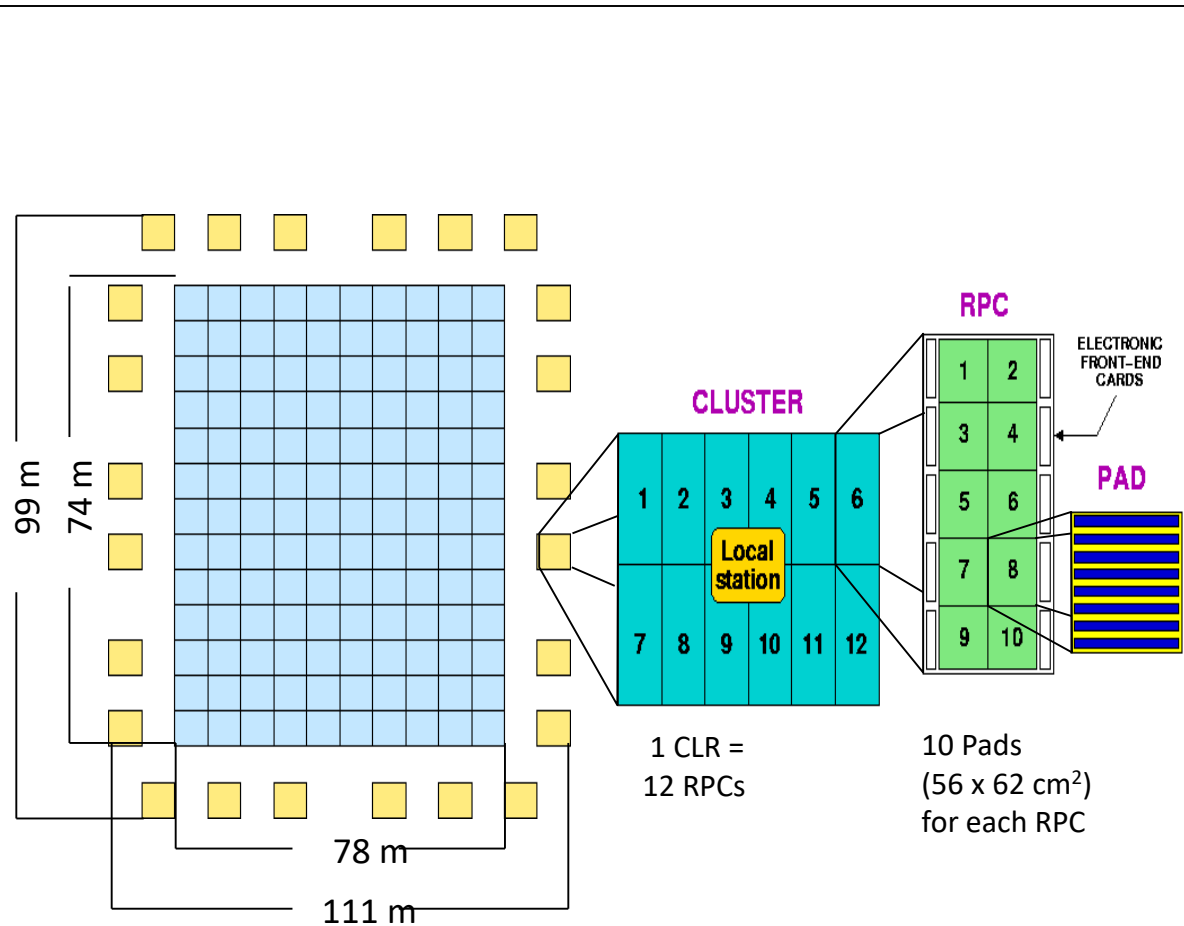 99 m
74 m
78 m
111 m
CLUSTER
1 2 3 4 5 6
Local
station
7 8 9 10 11 12
1 CLR =
12 RPCs
RPC
1 2
3 4
5 6
7 8
9 10
ELECTRONIC
FRONT-END
CARDS
PAD
10 Pads
(56 x 62 cm²)
for each RPC